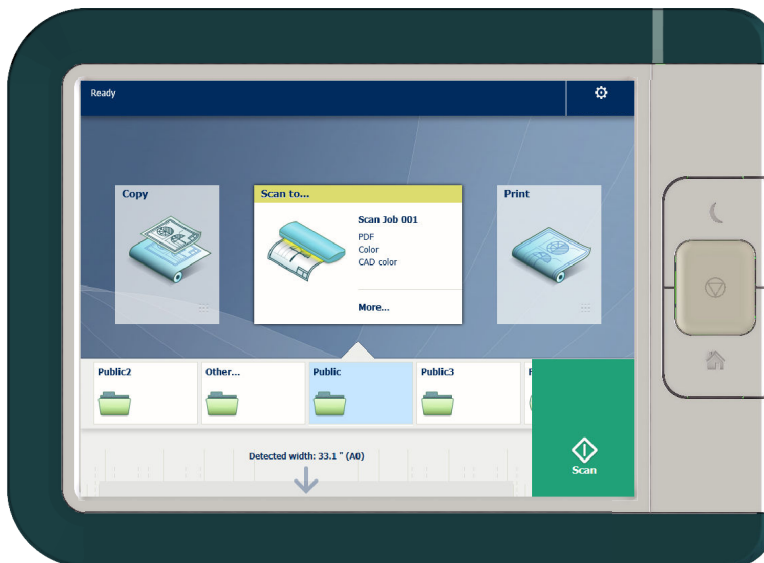 Ready
Copy
Scan to...
Scan Job 001
PDF
Color
CAD color
More...
Print
Public2
Other...
Public
Public3
Detected width: 33.1 " (A0)
Scan